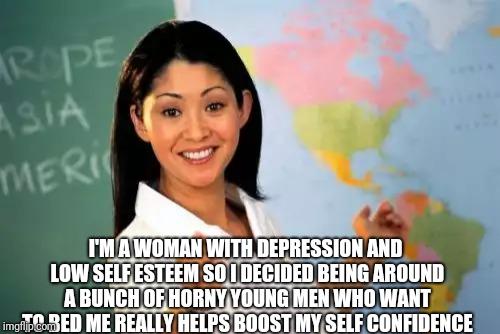 ROPE
ASIA
MERIC
I'M A WOMAN WITH DEPRESSION AND
LOW SELF ESTEEM SO I DECIDED BEING AROUND
A BUNCH OF HORNY YOUNG MEN WHO WANT
TO BED ME REALLY HELPS BOOST MY SELF CONFIDENCE
imgflip.com